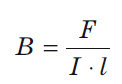 B = F / (I · l)